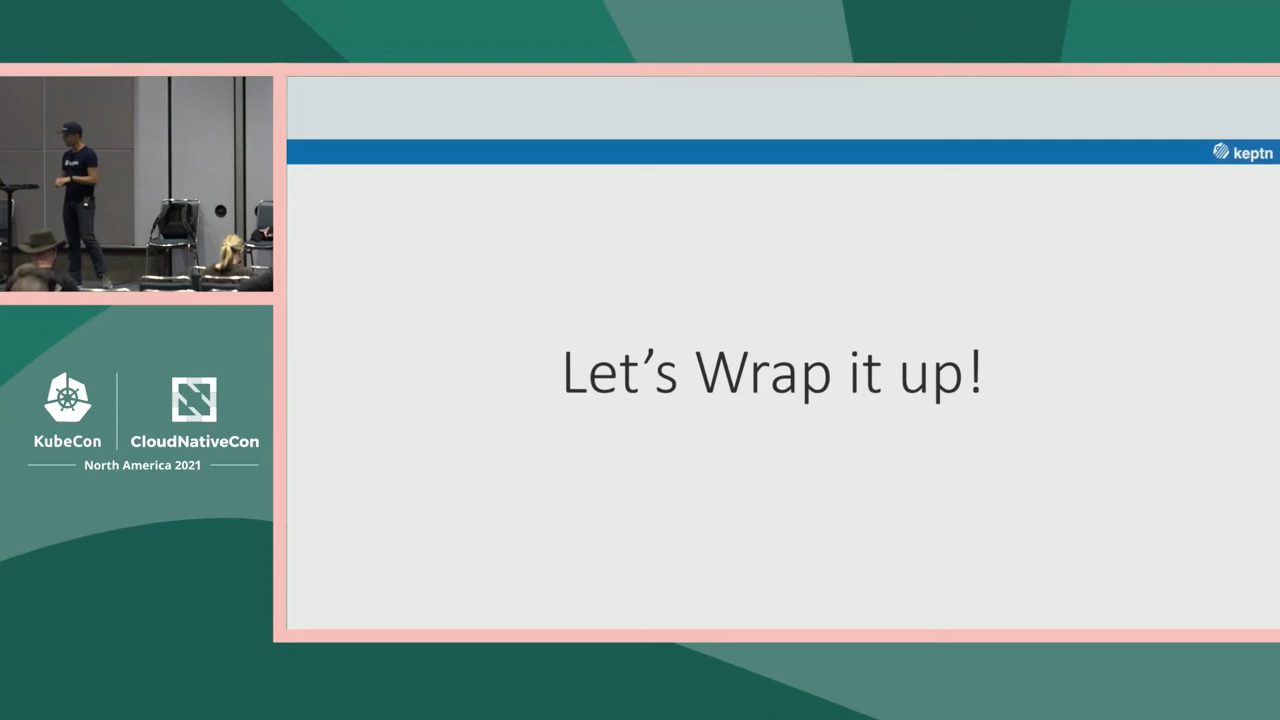 keptn
Let's Wrap it up!
KubeCon
CloudNativeCon
North America 2021